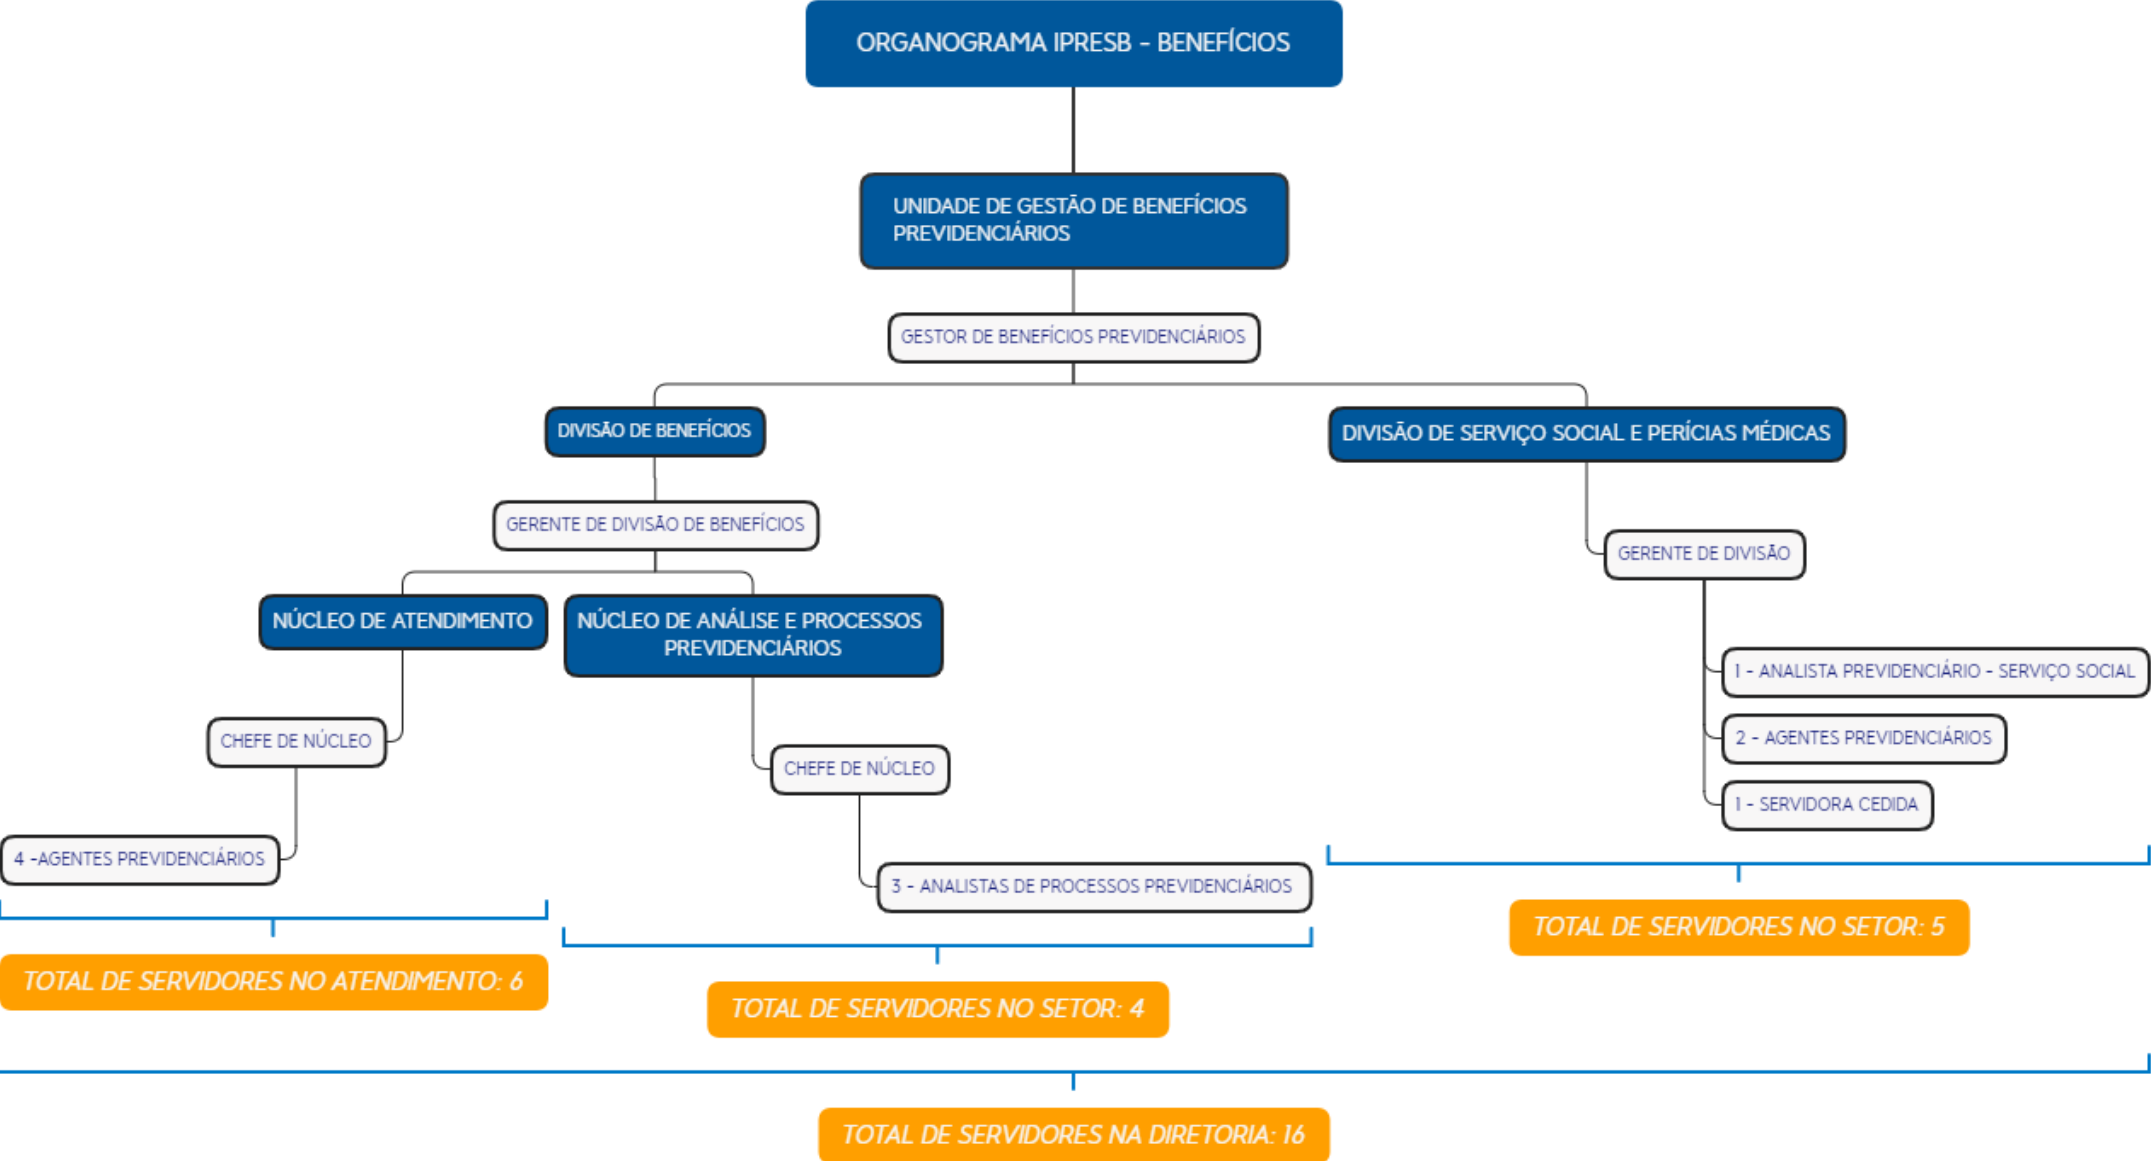 ORGANOGRAMA IPRESB - BENEFÍCIOS
UNIDADE DE GESTÃO DE BENEFÍCIOS
PREVIDENCIÁRIOS
GESTOR DE BENEFÍCIOS PREVIDENCIÁRIOS
DIVISÃO DE BENEFÍCIOS
DIVISÃO DE SERVIÇO SOCIAL E PERÍCIAS MÉDICAS
GERENTE DE DIVISÃO DE BENEFÍCIOS
GERENTE DE DIVISÃO
NÚCLEO DE ATENDIMENTO
NÚCLEO DE ANÁLISE E PROCESSOS
PREVIDENCIÁRIOS
1 - ANALISTA PREVIDENCIÁRIO - SERVIÇO SOCIAL
2 - AGENTES PREVIDENCIÁRIOS
1 - SERVIDORA CEDIDA
CHEFE DE NÚCLEO
CHEFE DE NÚCLEO
4 -AGENTES PREVIDENCIÁRIOS
3 - ANALISTAS DE PROCESSOS PREVIDENCIÁRIOS
TOTAL DE SERVIDORES NO SETOR: 5
TOTAL DE SERVIDORES NO ATENDIMENTO: 6
TOTAL DE SERVIDORES NO SETOR: 4
TOTAL DE SERVIDORES NA DIRETORIA: 16